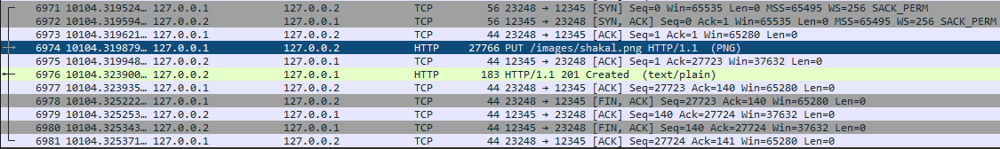 6971 10104.319524… 127.0.0.1 127.0.0.2 TCP 56 23248 → 12345 [SYN] Seq=0 Win=65535 Len=0 MSS=65495 WS=256 SACK_PERM
6972 10104.319594… 127.0.0.2 127.0.0.1 TCP 56 12345 → 23248 [SYN, ACK] Seq=0 Ack=1 Win=65535 Len=0 MSS=65495 WS=256 SACK_PERM
6973 10104.319621… 127.0.0.1 127.0.0.2 TCP 44 23248 → 12345 [ACK] Seq=1 Ack=1 Win=65280 Len=0
6974 10104.319879… 127.0.0.1 127.0.0.2 HTTP 27766 PUT /images/shakal.png HTTP/1.1 (PNG)
6975 10104.319948… 127.0.0.2 127.0.0.1 TCP 44 12345 → 23248 [ACK] Seq=1 Ack=27723 Win=37632 Len=0
6976 10104.323900… 127.0.0.2 127.0.0.1 HTTP 183 HTTP/1.1 201 Created (text/plain)
6977 10104.323935… 127.0.0.1 127.0.0.2 TCP 44 23248 → 12345 [ACK] Seq=27723 Ack=140 Win=65280 Len=0
6978 10104.325222… 127.0.0.1 127.0.0.2 TCP 44 23248 → 12345 [FIN, ACK] Seq=27723 Ack=140 Win=65280 Len=0
6979 10104.325253… 127.0.0.2 127.0.0.1 TCP 44 12345 → 23248 [ACK] Seq=140 Ack=27724 Win=37632 Len=0
6980 10104.325343… 127.0.0.2 127.0.0.1 TCP 44 12345 → 23248 [FIN, ACK] Seq=140 Ack=27724 Win=37632 Len=0
6981 10104.325371… 127.0.0.1 127.0.0.2 TCP 44 23248 → 12345 [ACK] Seq=27724 Ack=141 Win=65280 Len=0